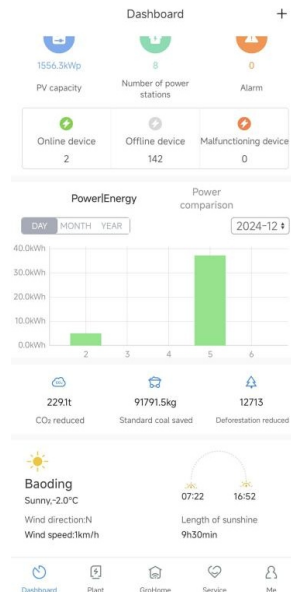 Dashboard +
1556.3kWp 8 0
PV capacity Number of power stations Alarm
Online device Offline device Malfunctioning device
2 142 0
Power|Energy Power comparison
DAY MONTH YEAR 2024-12
40.0kWh
30.0kWh
20.0kWh
10.0kWh
0.0kWh
2 3 4 5 6
229.1t 91791.5kg 12713
CO₂ reduced Standard coal saved Deforestation reduced
Baoding
Sunny,-2.0°C 07:22 16:52
Wind direction:N Length of sunshine
Wind speed:1km/h 9h30min
Dashboard Plant GroHome Service Me